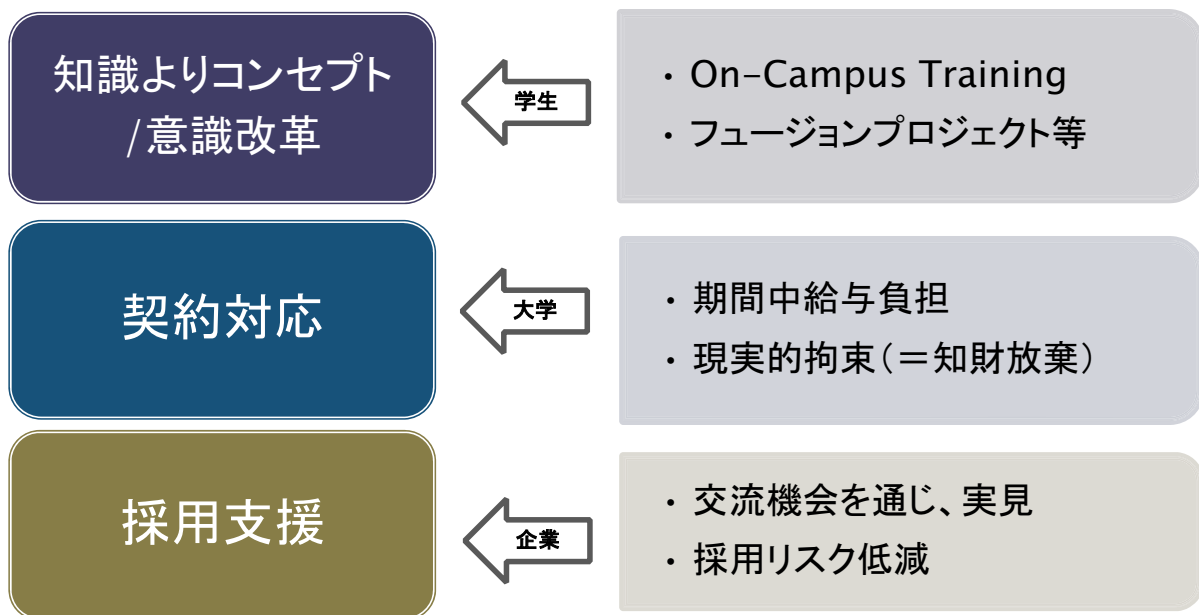 知識よりコンセプト
/意識改革
学生
・On-Campus Training
・フュージョンプロジェクト等
契約対応
大学
・期間中給与負担
・現実的拘束(=知財放棄)
採用支援
企業
・交流機会を通じ、実見
・採用リスク低減